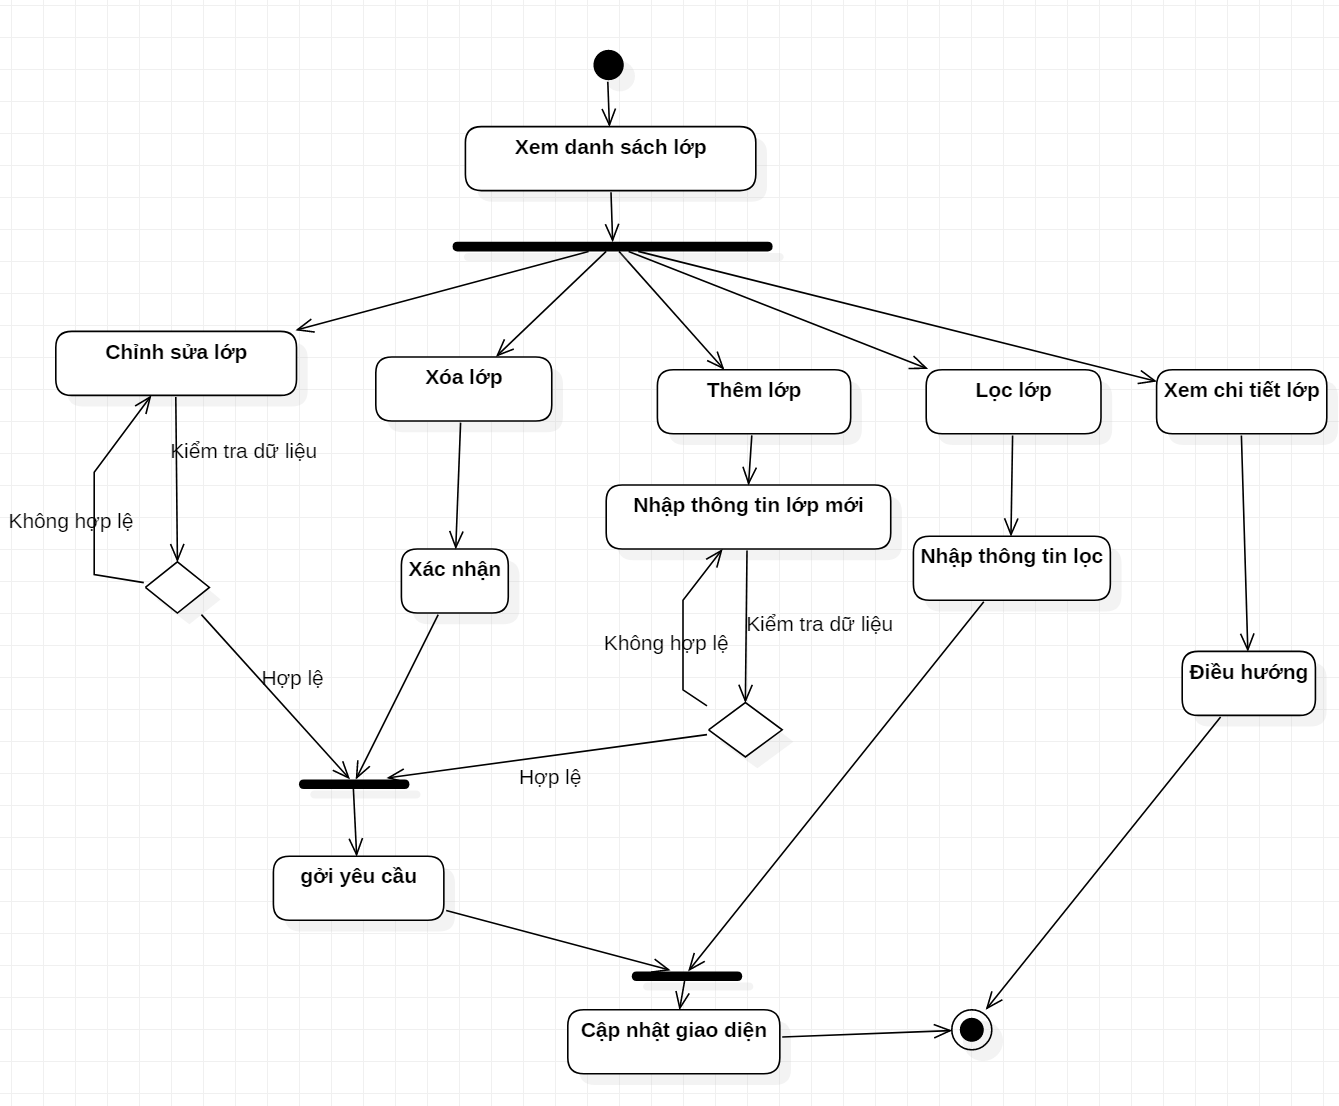 Xem danh sách lớp
Chỉnh sửa lớp
Xóa lớp
Thêm lớp
Lọc lớp
Xem chi tiết lớp
Kiểm tra dữ liệu
Nhập thông tin lớp mới
Không hợp lệ
Nhập thông tin lọc
Xác nhận
Kiểm tra dữ liệu
Không hợp lệ
Điều hướng
Hợp lệ
Hợp lệ
gởi yêu cầu
Cập nhật giao diện